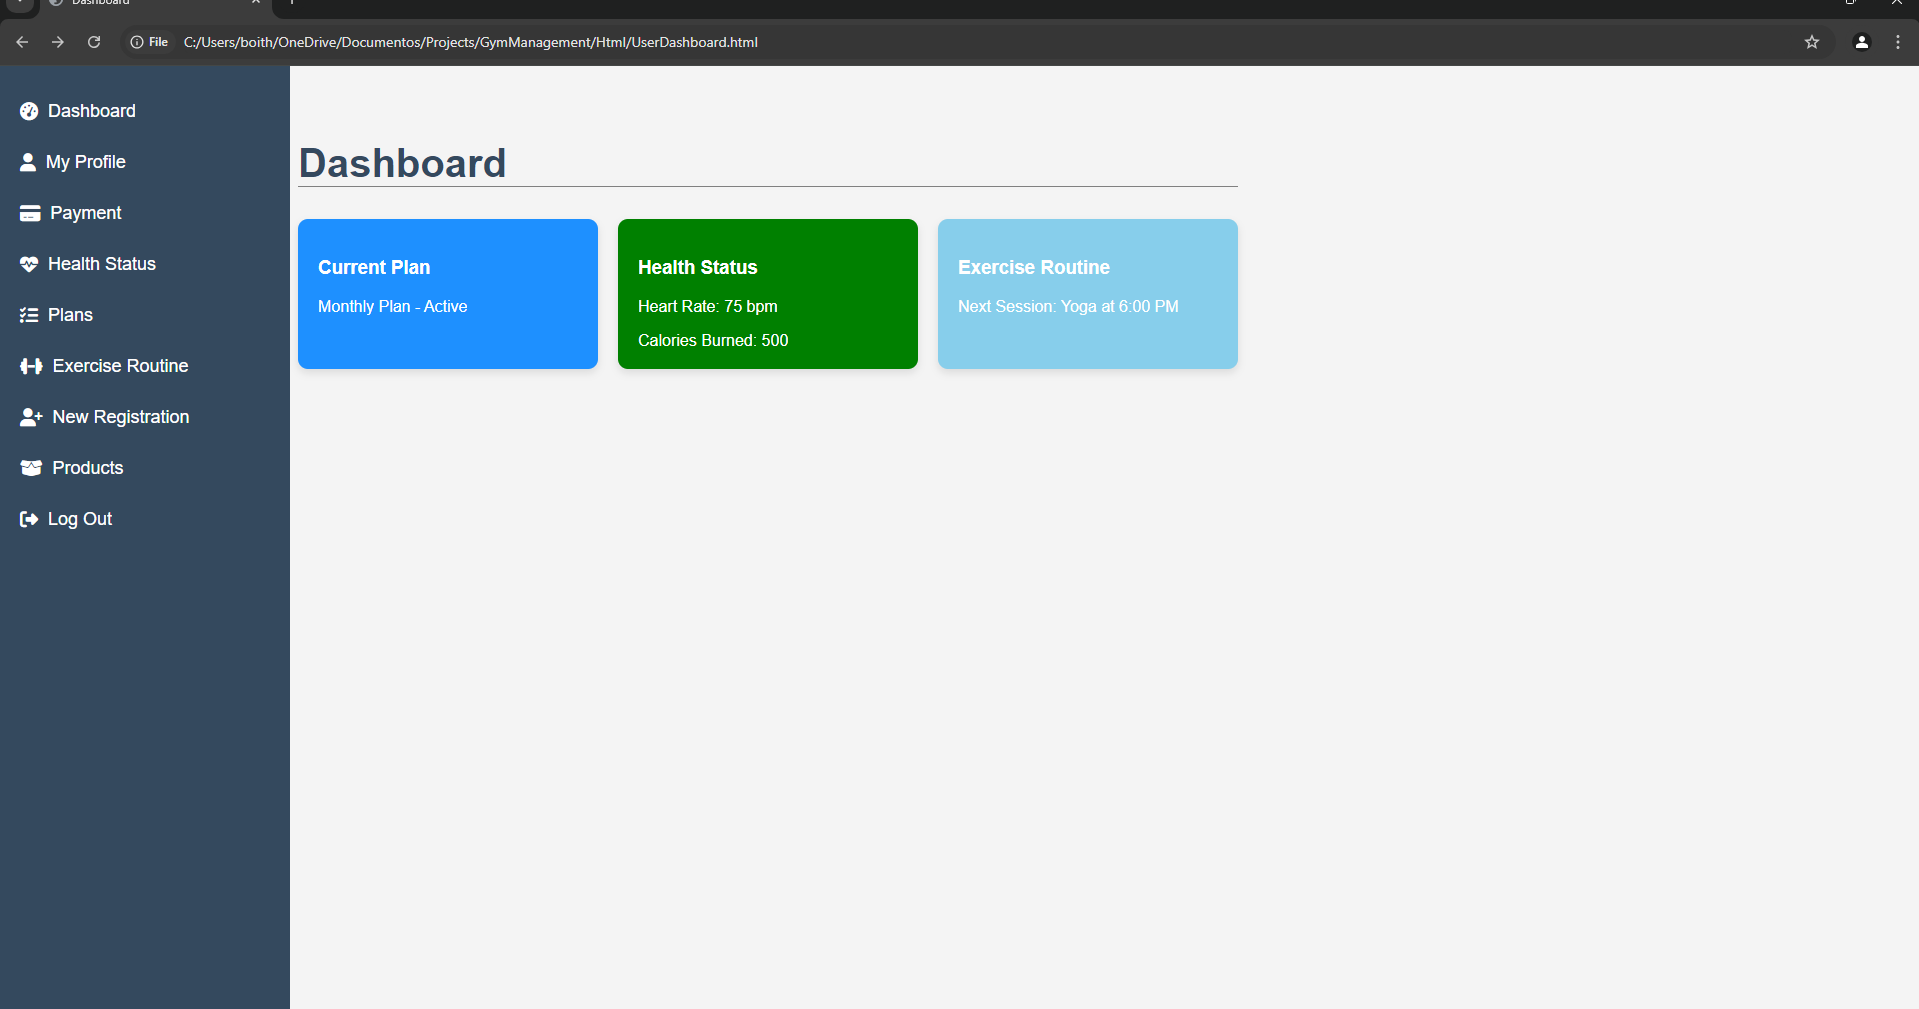 Dashboard
File C:/Users/boith/OneDrive/Documentos/Projects/GymManagement/Html/UserDashboard.html
Dashboard
My Profile
Payment
Health Status
Plans
Exercise Routine
New Registration
Products
Log Out
Dashboard
Current Plan
Monthly Plan - Active
Health Status
Heart Rate: 75 bpm
Calories Burned: 500
Exercise Routine
Next Session: Yoga at 6:00 PM